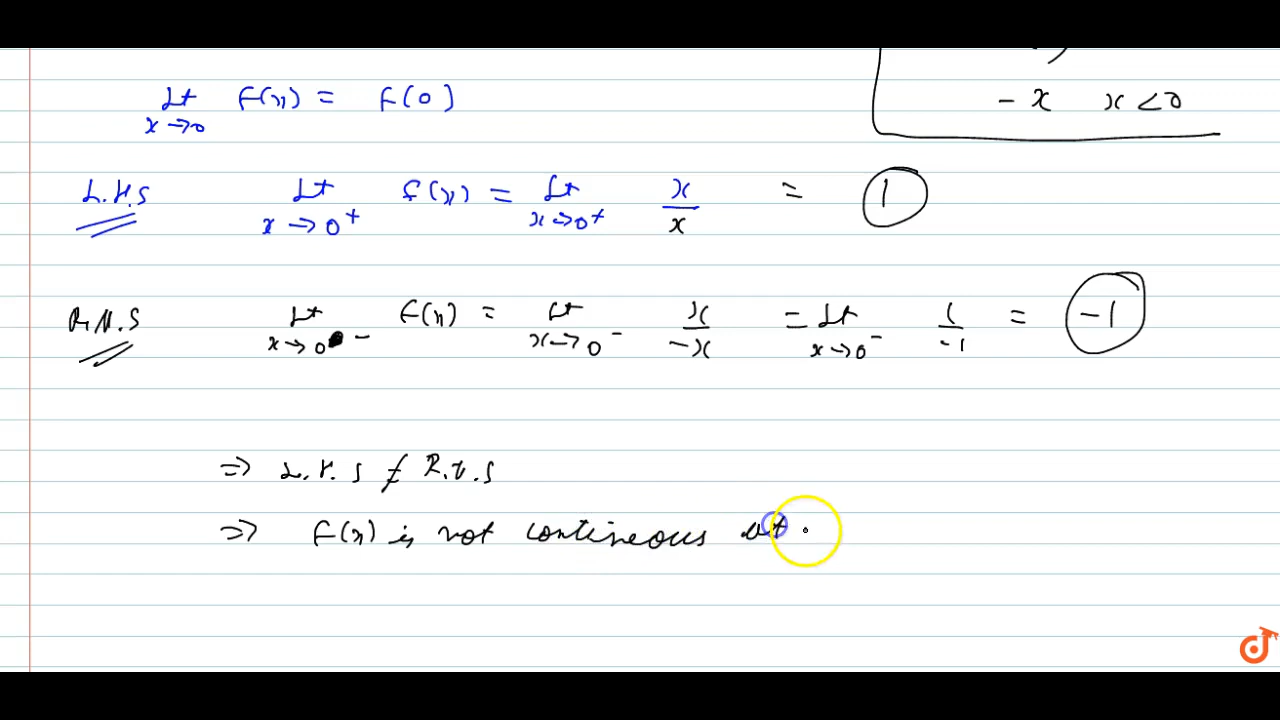 - x x < 0
Lt x→0 F(x) = F(0)
L.H.S Lt x→0⁺ f(x) = Lt x→0⁺ x/x = 1
R.H.S Lt x→0⁻ F(x) = Lt x→0⁻ x/-x = Lt x→0⁻ 1/-1 = -1
⇒ L.H.S ≠ R.H.S
⇒ F(x) is not contineous at